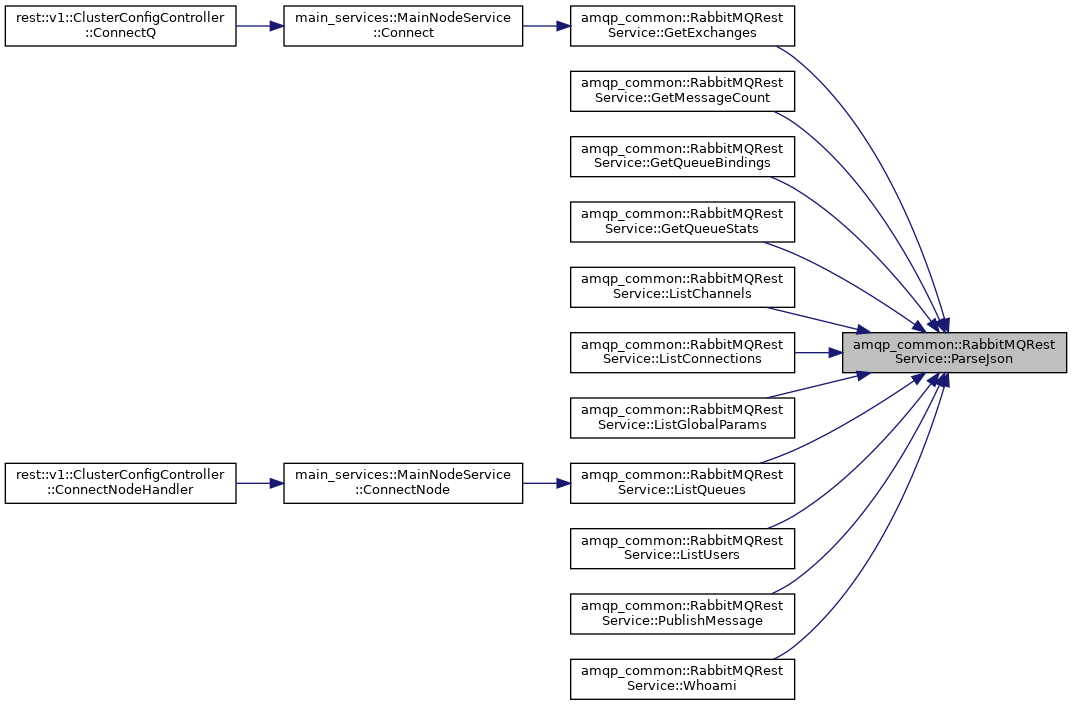 rest::v1::ClusterConfigController
::ConnectQ
main_services::MainNodeService
::Connect
amqp_common::RabbitMQRest
Service::GetExchanges
amqp_common::RabbitMQRest
Service::GetMessageCount
amqp_common::RabbitMQRest
Service::GetQueueBindings
amqp_common::RabbitMQRest
Service::GetQueueStats
amqp_common::RabbitMQRest
Service::ListChannels
amqp_common::RabbitMQRest
Service::ListConnections
amqp_common::RabbitMQRest
Service::ParseJson
amqp_common::RabbitMQRest
Service::ListGlobalParams
rest::v1::ClusterConfigController
::ConnectNodeHandler
main_services::MainNodeService
::ConnectNode
amqp_common::RabbitMQRest
Service::ListQueues
amqp_common::RabbitMQRest
Service::ListUsers
amqp_common::RabbitMQRest
Service::PublishMessage
amqp_common::RabbitMQRest
Service::Whoami